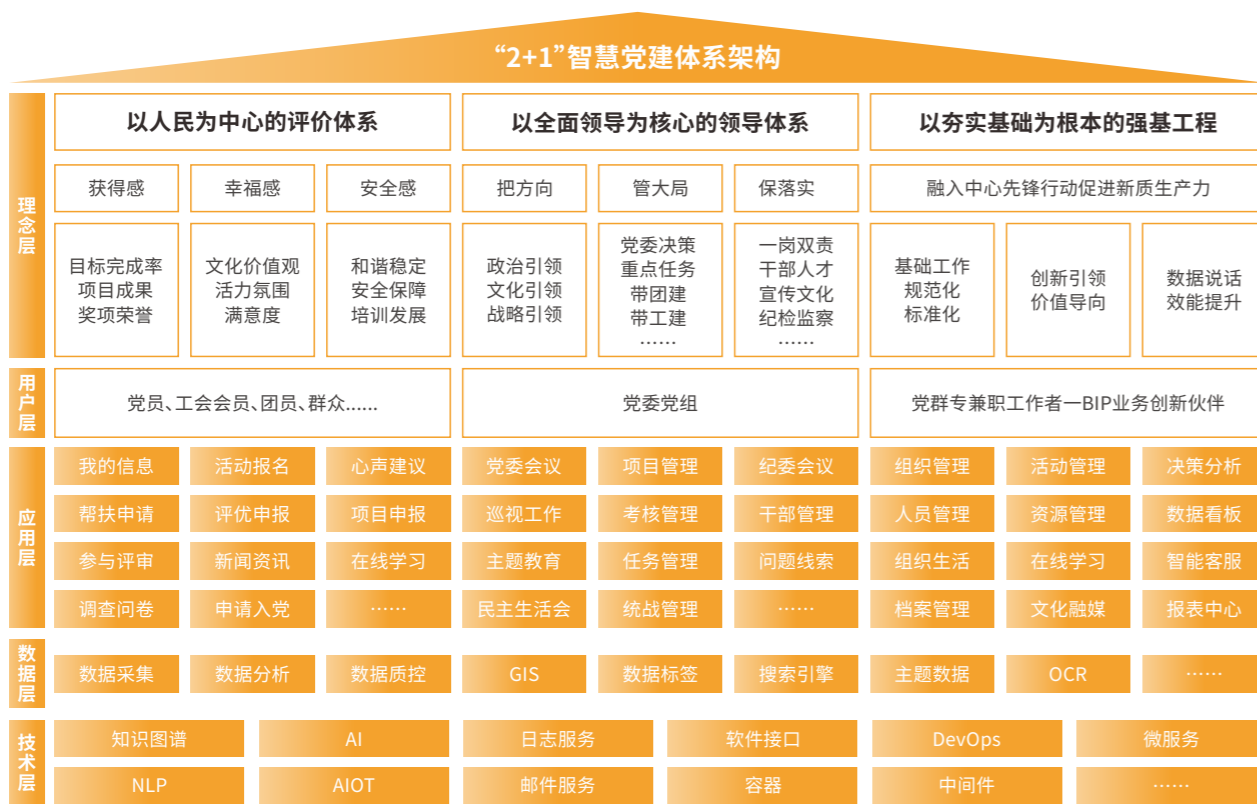 “2+1”智慧党建体系架构
理念层
以人民为中心的评价体系
以全面领导为核心的领导体系
以夯实基础为根本的强基工程
获得感
幸福感
安全感
把方向
管大局
保落实
融入中心先锋行动促进新质生产力
目标完成率
项目成果
奖项荣誉
文化价值观
活力氛围
满意度
和谐稳定
安全保障
培训发展
政治引领
文化引领
战略引领
党委决策
重点任务
带团建
带工建
……
一岗双责
干部人才
宣传文化
纪检监察
……
基础工作
规范化
标准化
创新引领
价值导向
数据说话
效能提升
用户层
党员、工会会员、团员、群众......
党委党组
党群专兼职工作者一BIP业务创新伙伴
应用层
我的信息
活动报名
心声建议
党委会议
项目管理
纪委会议
组织管理
活动管理
决策分析
帮扶申请
评优申报
项目申报
巡视工作
考核管理
干部管理
人员管理
资源管理
数据看板
参与评审
新闻资讯
在线学习
主题教育
任务管理
问题线索
组织生活
在线学习
智能客服
调查问卷
申请入党
……
民主生活会
统战管理
……
档案管理
文化融媒
报表中心
数据层
数据采集
数据分析
数据质控
GIS
数据标签
搜索引擎
主题数据
OCR
……
技术层
知识图谱
AI
日志服务
软件接口
DevOps
微服务
NLP
AIOT
邮件服务
容器
中间件
……